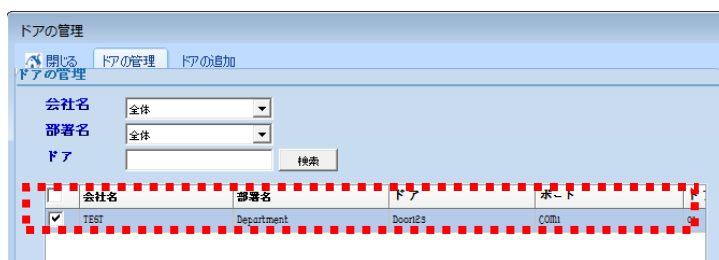 ドアの管理
閉じる ドアの管理 ドアの追加
ドアの管理
会社名 全体
部署名 全体
ドア 検索
会社名 部署名 ドア ポート
TEST Department Door123 COM1